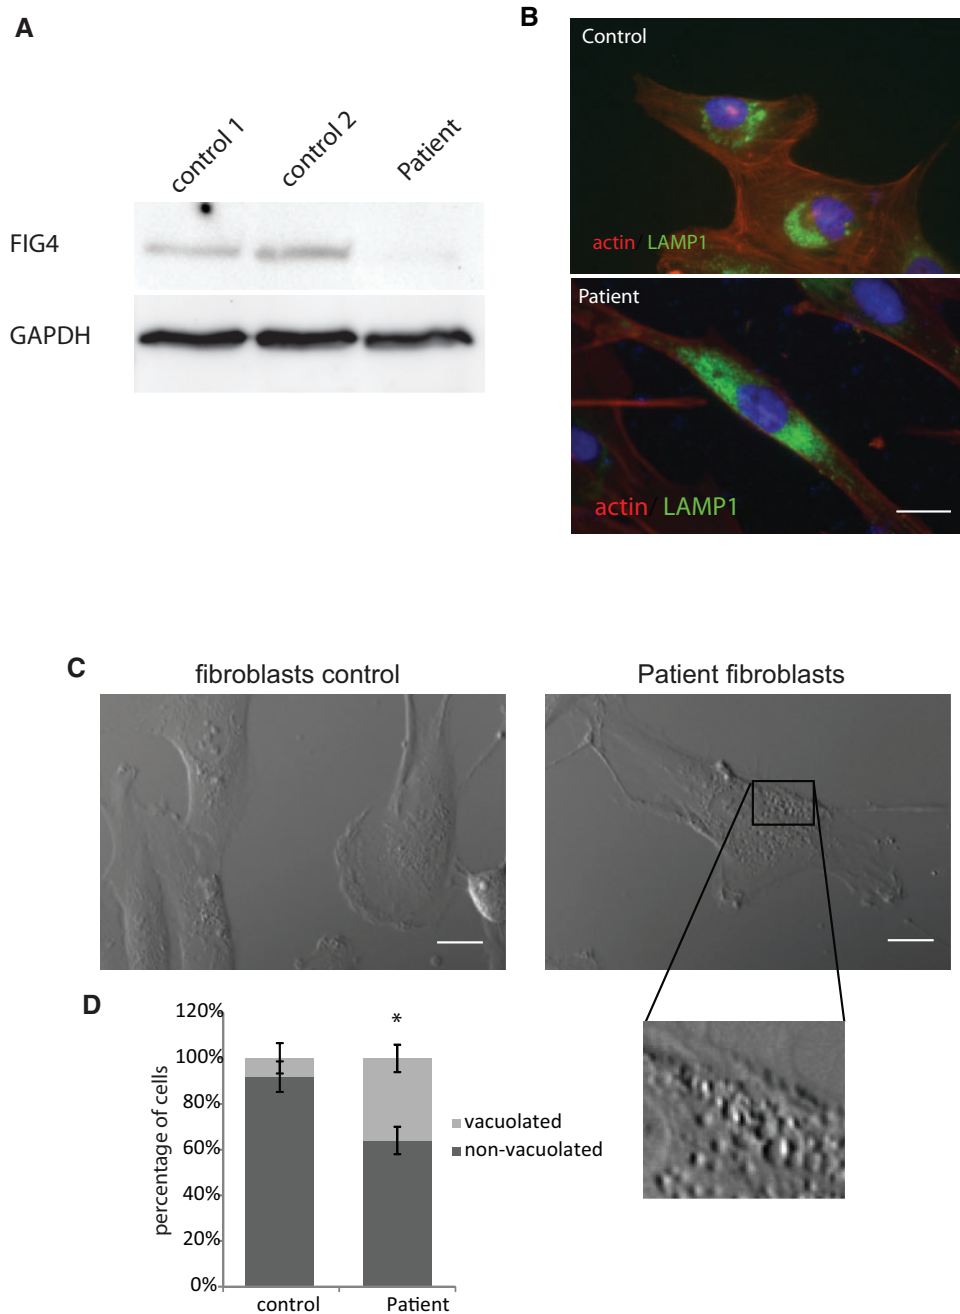 A
control 1
control 2
Patient
FIG4
GAPDH
B
Control
actin/ LAMP1
Patient
actin/ LAMP1
C
fibroblasts control
Patient fibroblasts
D
percentage of cells
120%
100%
80%
60%
40%
20%
0%
*
control
Patient
vacuolated
non-vacuolated